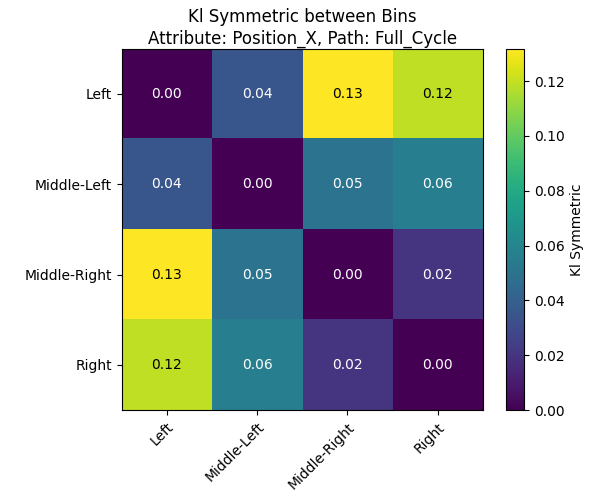 Kl Symmetric between Bins
Attribute: Position_X, Path: Full_Cycle
Left 0.00 0.04 0.13 0.12
Middle-Left 0.04 0.00 0.05 0.06
Middle-Right 0.13 0.05 0.00 0.02
Right 0.12 0.06 0.02 0.00
Left Middle-Left Middle-Right Right
0.12
0.10
0.08
0.06
0.04
0.02
0.00
Kl Symmetric